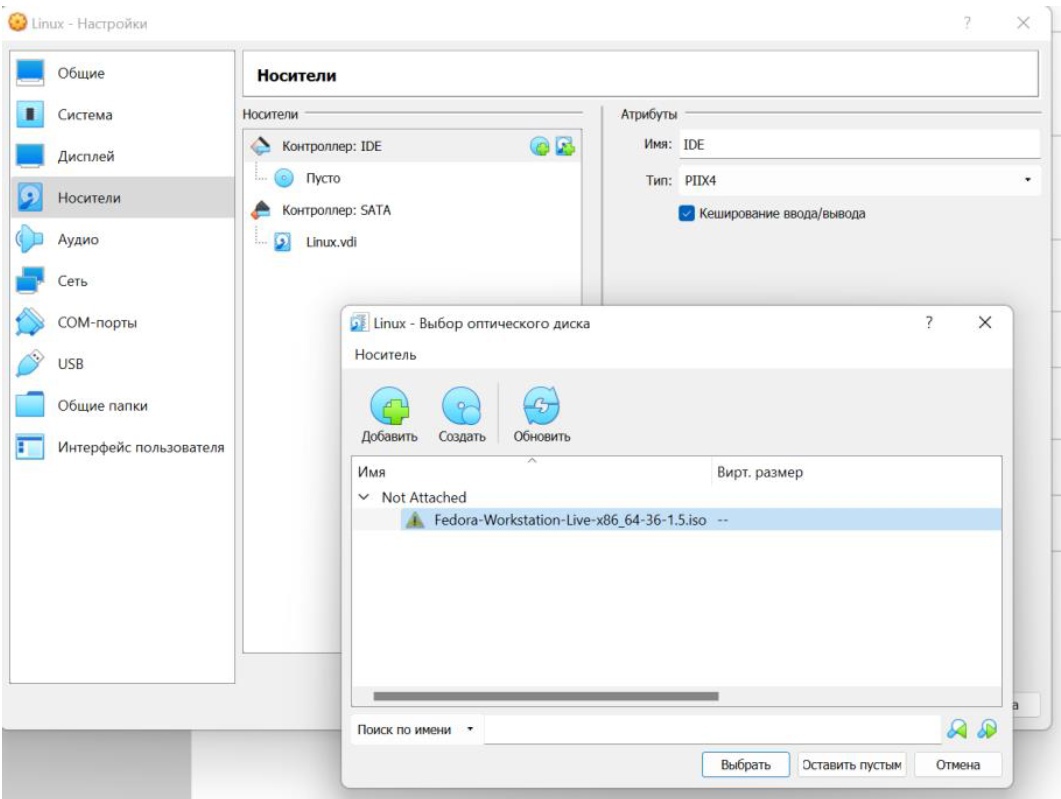 Linux - Настройки
?
Общие
Система
Дисплей
Носители
Аудио
Сеть
COM-порты
USB
Общие папки
Интерфейс пользователя
Носители
Носители
Контроллер: IDE
Пусто
Контроллер: SATA
Linux.vdi
Атрибуты
Имя: IDE
Тип: PIIX4
Кеширование ввода/вывода
Linux - Выбор оптического диска
?
Носитель
Добавить Создать Обновить
Имя Вирт. размер
Not Attached
Fedora-Workstation-Live-x86_64-36-1.5.iso --
Поиск по имени
Выбрать Оставить пустым Отмена